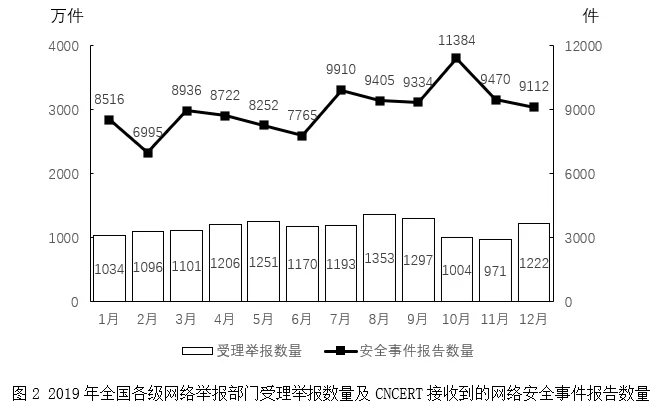 万件 件
4000 12000
11384
9910
8936 8722 9405 9334 9470 9112
8516 8252
3000 6995 7765 9000
2000 6000
1000 3000
1034 1096 1101 1206 1251 1170 1193 1353 1297 1004 971 1222
0 0
1月 2月 3月 4月 5月 6月 7月 8月 9月 10月 11月 12月
受理举报数量 安全事件报告数量
图 2 2019 年全国各级网络举报部门受理举报数量及 CNCERT 接收到的网络安全事件报告数量